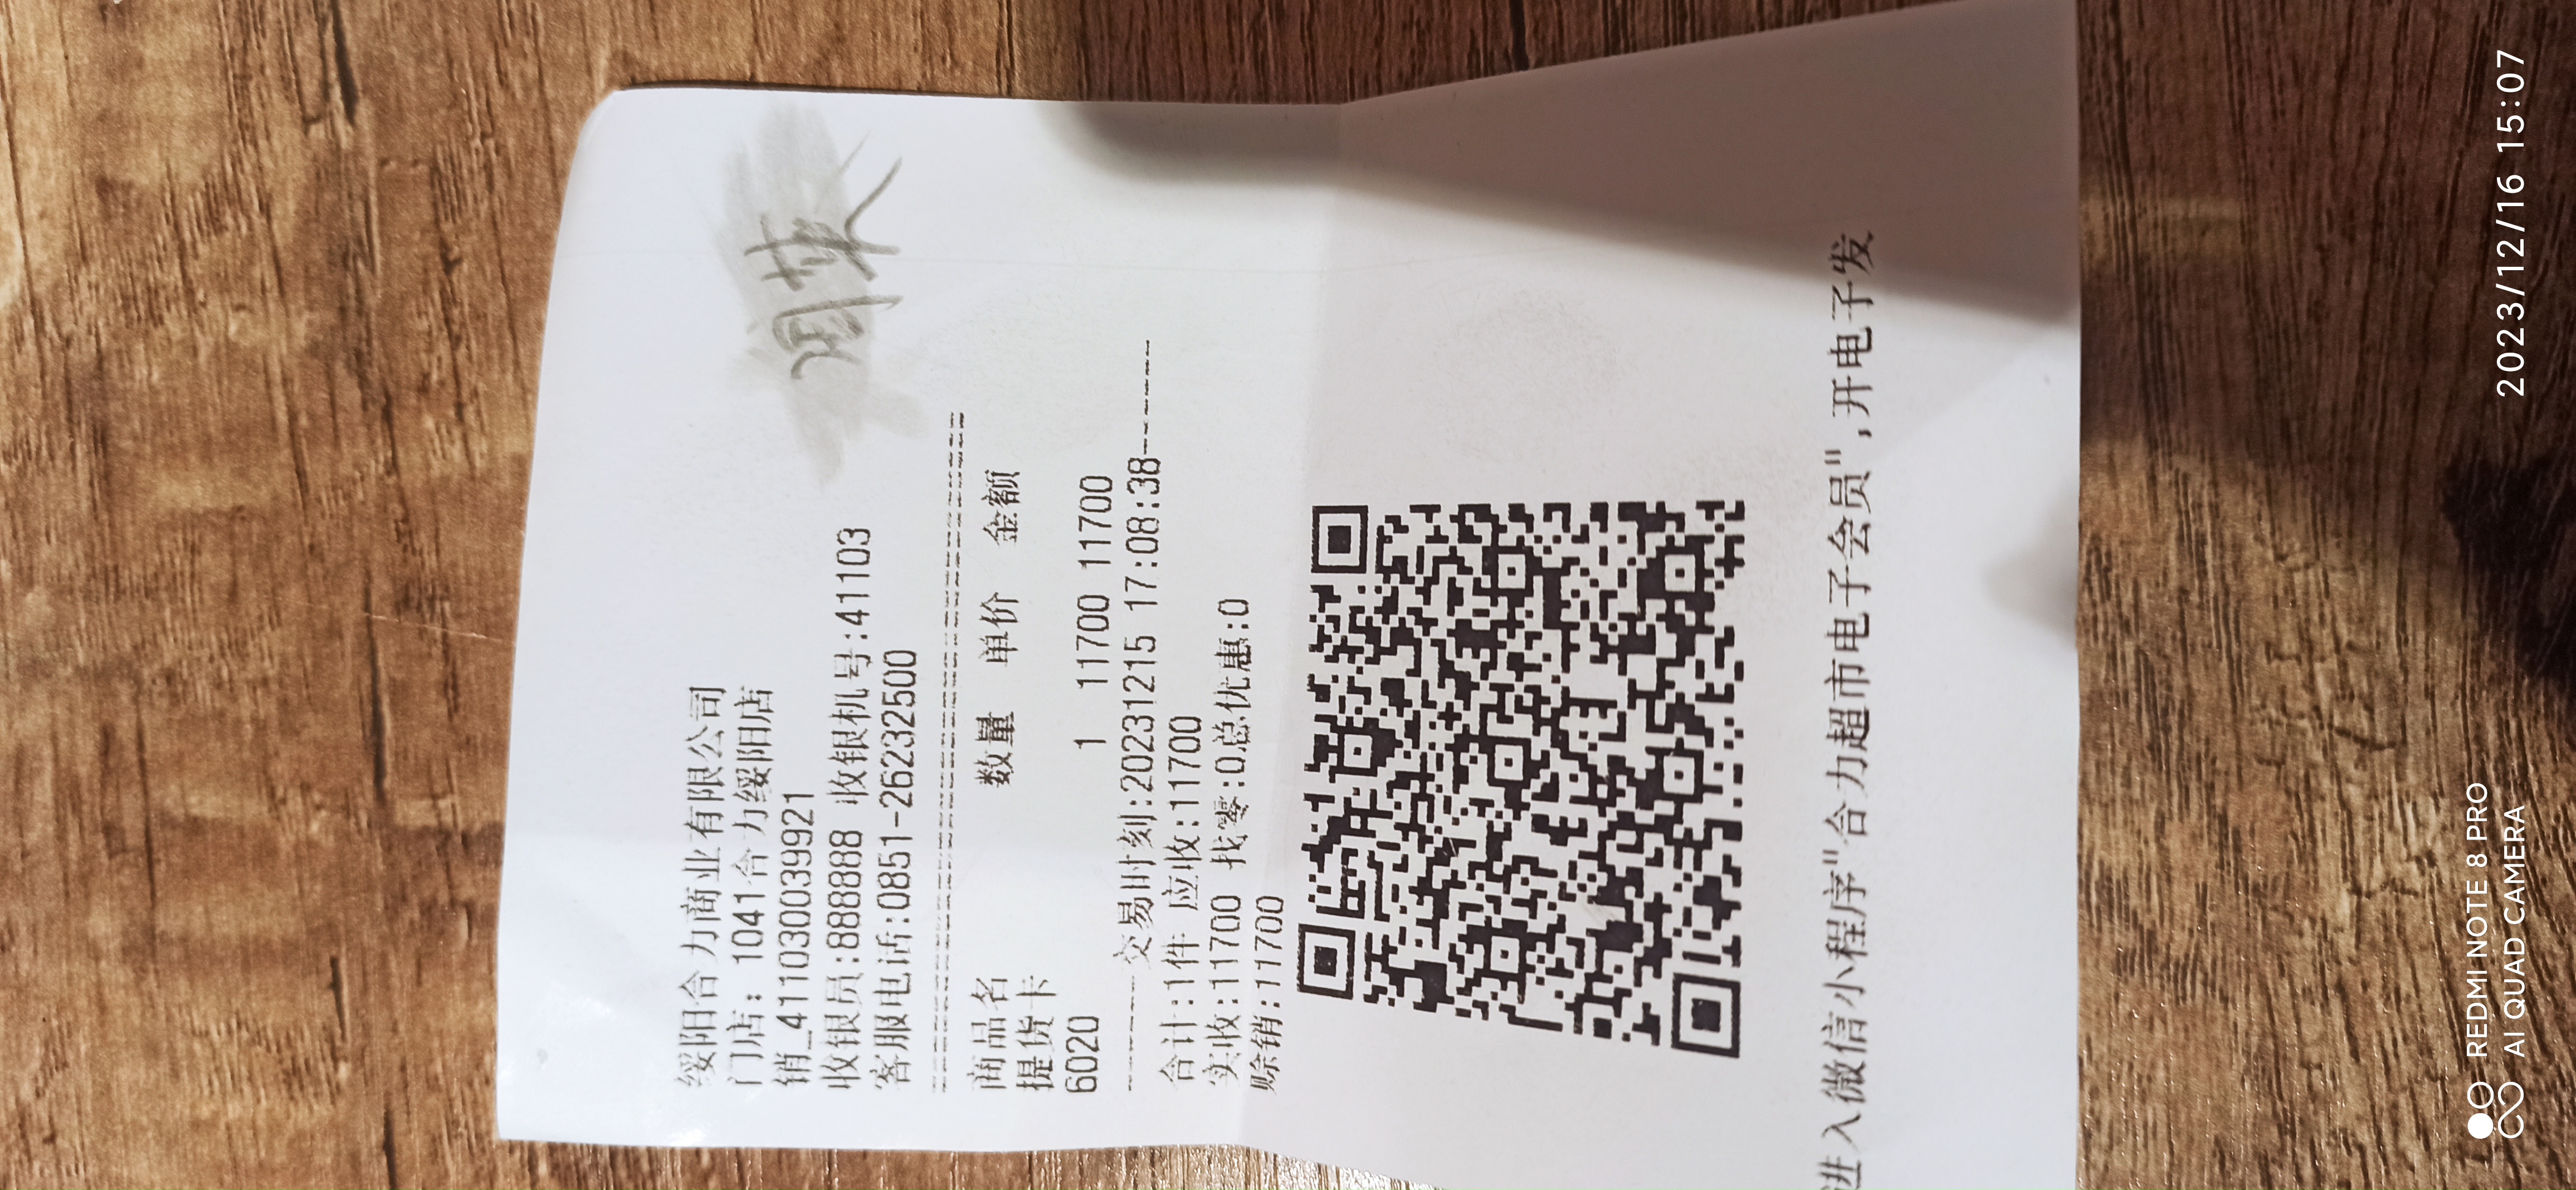 绥阳合力商业有限公司
门店：1041合力绥阳店
销_411030039921
收银员:888888 收银机号:41103
客服电话:0851-26232500
商品名 数量 单价 金额
提货卡
6020 1 11700 11700
------交易时刻:20231215 17:08:38--------
合计:1件 应收:11700
实收:11700 找零:0总优惠:0
赊销:11700
进入微信小程序"合力超市电子会员",开电子发
REDMI NOTE 8 PRO
AI QUAD CAMERA
2023/12/16 15:07